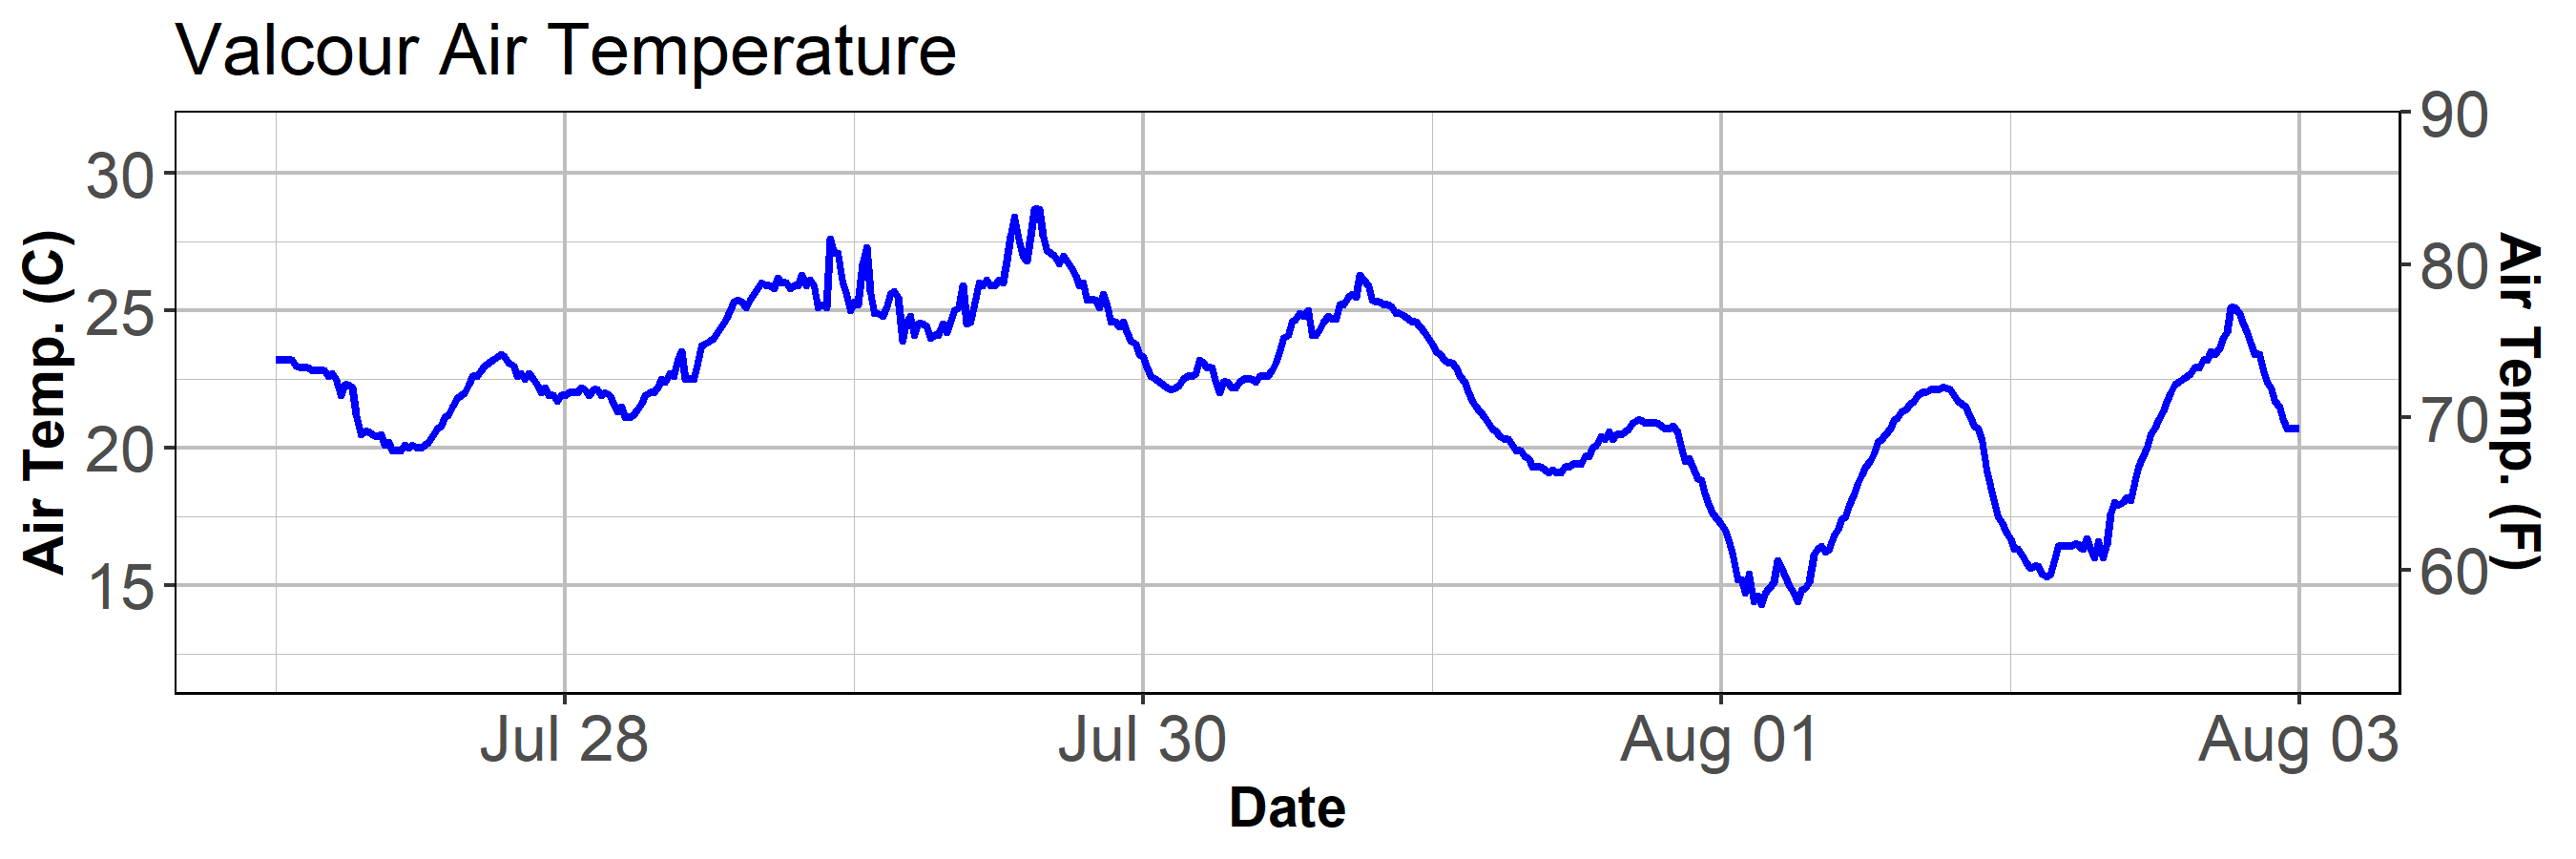 Valcour Air Temperature
Air Temp. (C)
30
25
20
15
90
80
70
60
Air Temp. (F)
Jul 28
Jul 30
Aug 01
Aug 03
Date